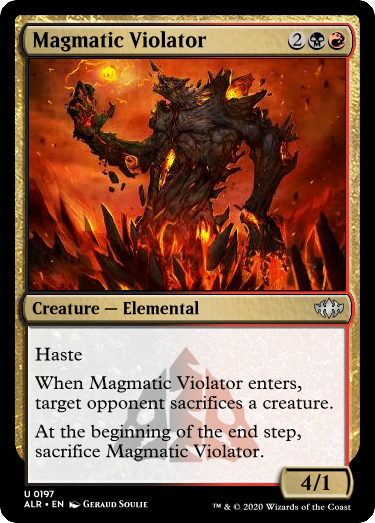 Magmatic Violator 2
Creature — Elemental
Haste
When Magmatic Violator enters,
target opponent sacrifices a creature.
At the beginning of the end step,
sacrifice Magmatic Violator.
4/1
U 0197
ALR • EN Geraud Soulie
™ & © 2020 Wizards of the Coast